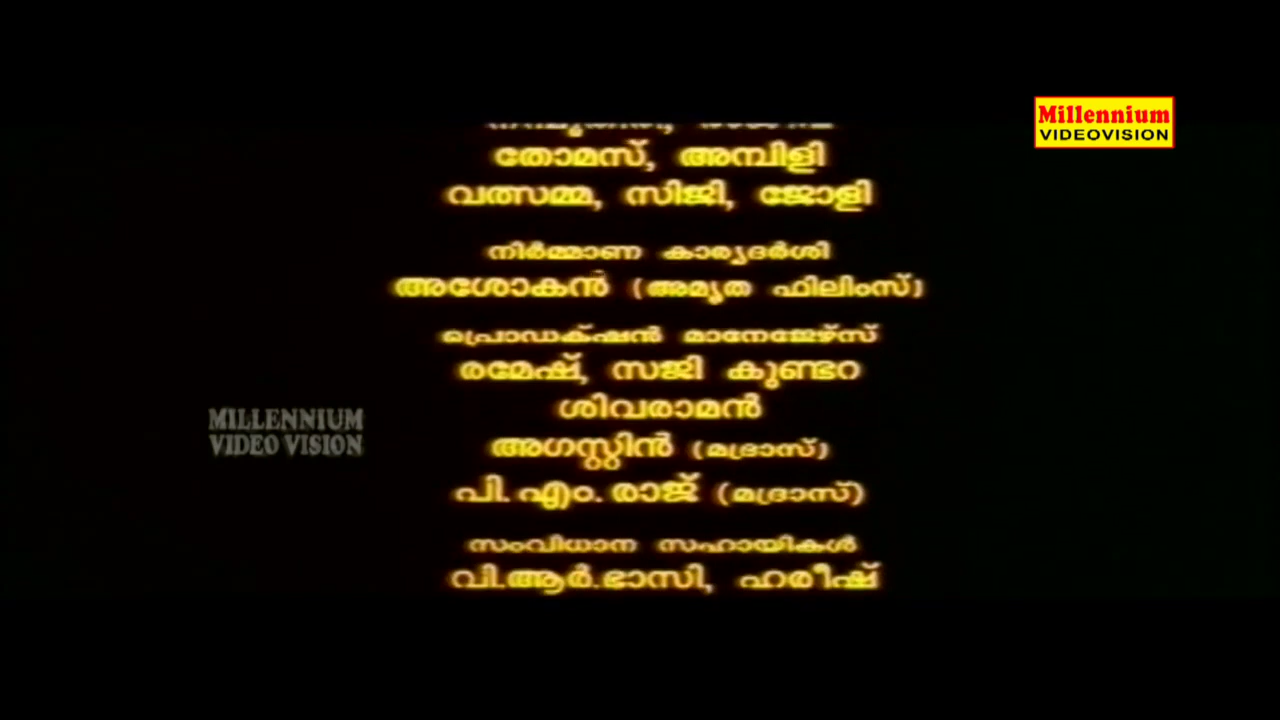 Millennium
VIDEOVISION
തോമസ്, അമ്പിളി
വത്സമ്മ, സിജി, ജോളി
നിർമ്മാണ കാര്യദർശി
അശോകൻ (അമൃത ഫിലിംസ്)
പ്രൊഡക്ഷൻ മാനേജേഴ്സ്
രമേഷ്, സജി കുണ്ടറ
ശിവരാമൻ
MILLENNIUM
VIDEO VISION
അഗസ്റ്റിൻ (മദ്രാസ്)
പി. എം. രാജ് (മദ്രാസ്)
സംവിധാന സഹായികൾ
വി.ആർ.ഭാസി, ഹരീഷ്